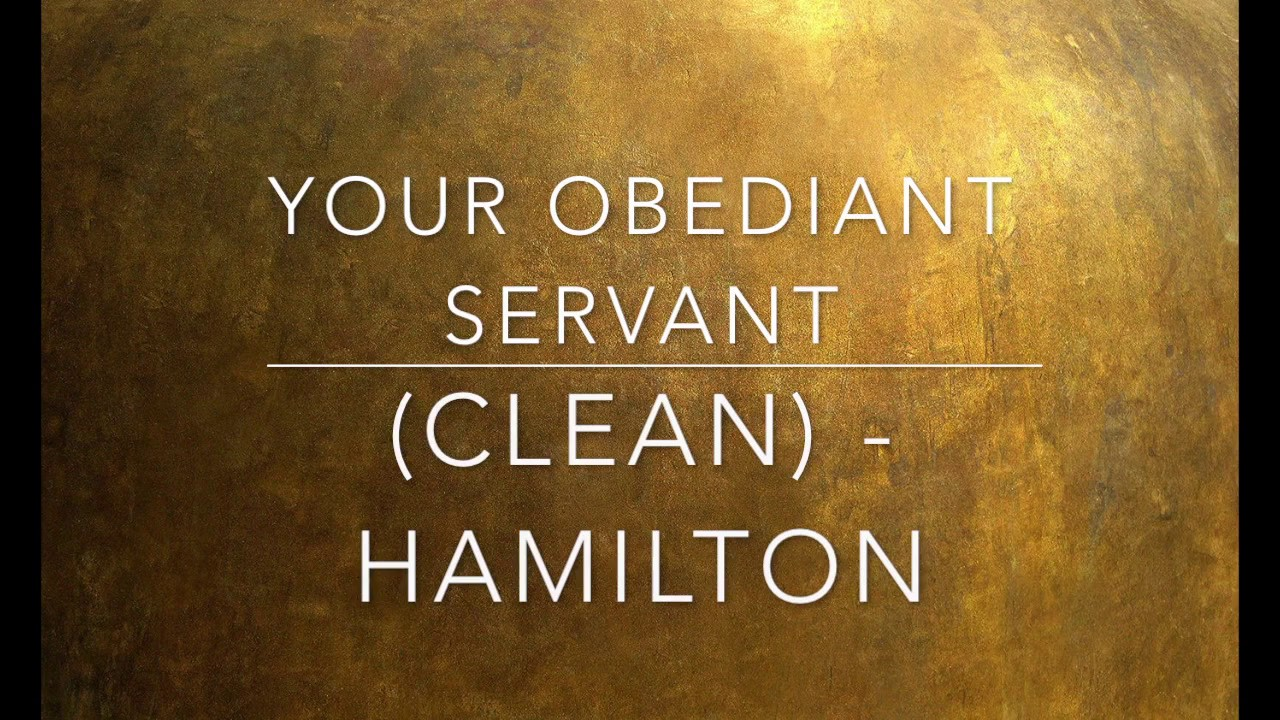 YOUR OBEDIANT
SERVANT
(CLEAN) -
HAMILTON